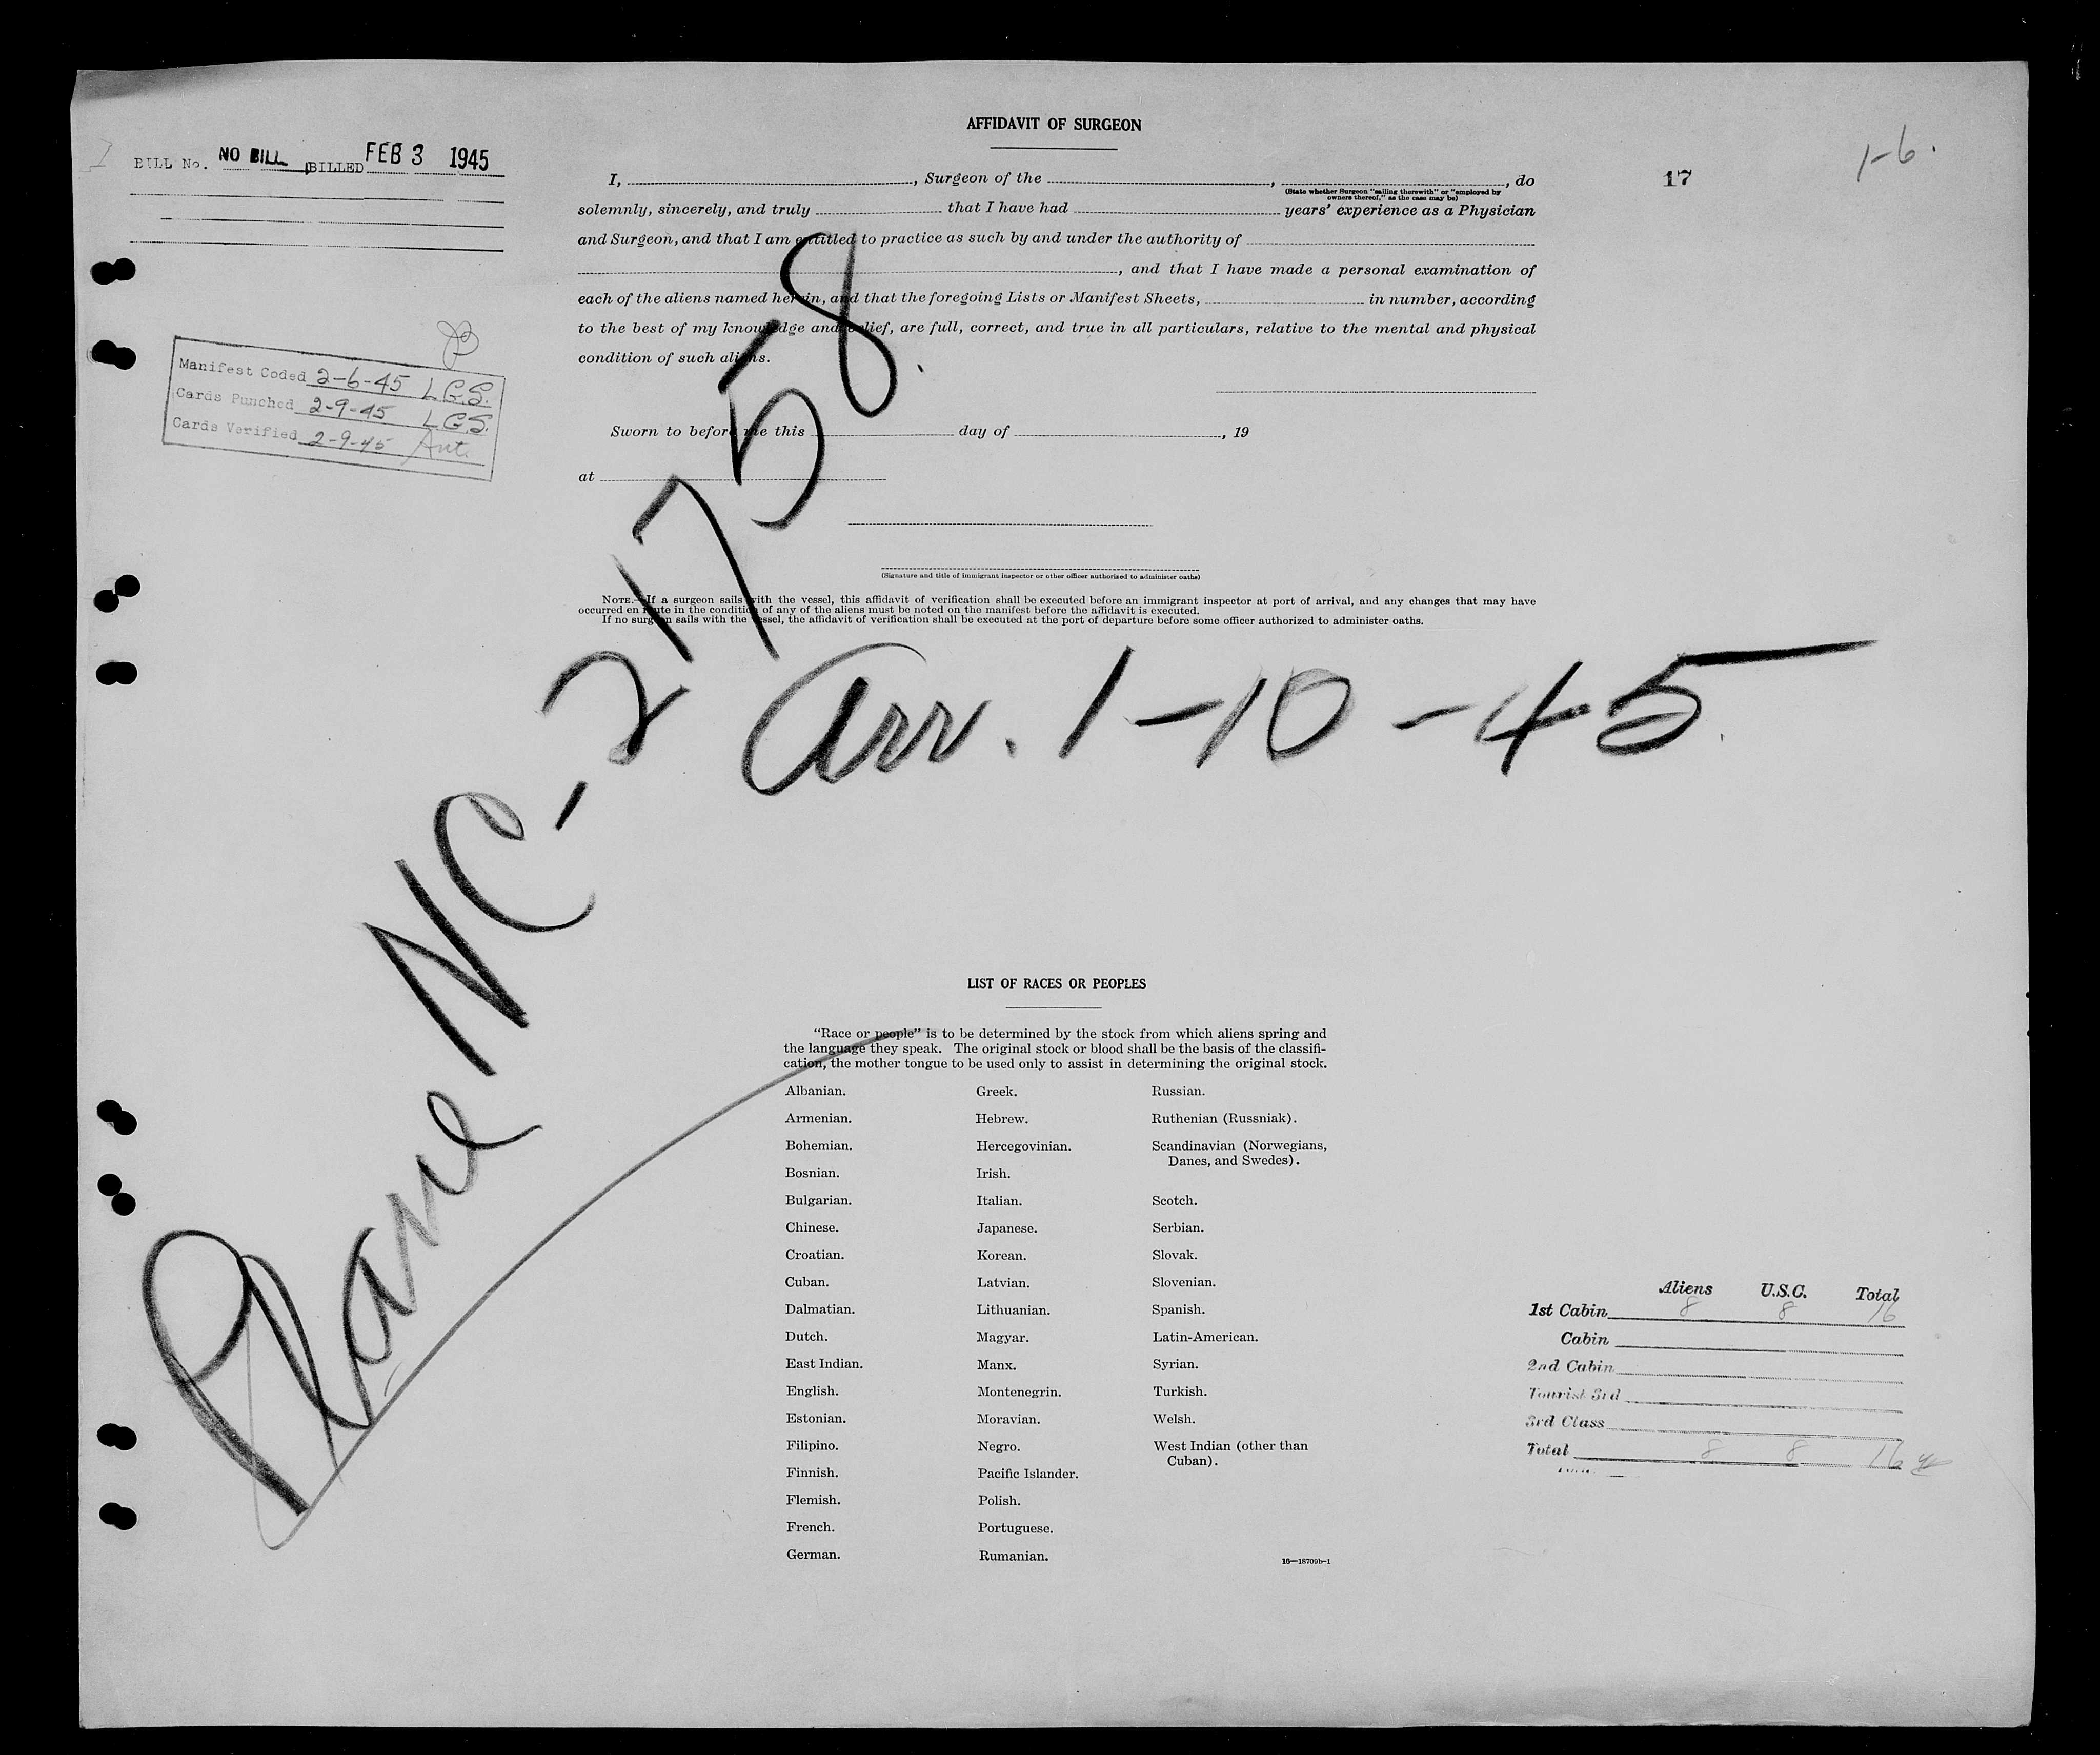 AFFIDAVIT OF SURGEON
BILL No. NO BILL BILLED FEB 3 1945
17
1-6.
I, , Surgeon of the , , do
(State whether Surgeon "sailing therewith" or "employed by
owners thereof," as the case may be)
solemnly, sincerely, and truly that I have had years' experience as a Physician
and Surgeon, and that I am entitled to practice as such by and under the authority of
, and that I have made a personal examination of
each of the aliens named herein, and that the foregoing Lists or Manifest Sheets, in number, according
to the best of my knowledge and belief, are full, correct, and true in all particulars, relative to the mental and physical
condition of such aliens.
Manifest Coded 2-6-45 L.G.S.
Cards Punched 2-9-45 L.G.S.
Cards Verified 2-9-45
Sworn to before me this day of , 19
at
(Signature and title of immigrant inspector or other officer authorized to administer oaths)
NOTE.—If a surgeon sails with the vessel, this affidavit of verification shall be executed before an immigrant inspector at port of arrival, and any changes that may have
occurred en route in the condition of any of the aliens must be noted on the manifest before the affidavit is executed.
If no surgeon sails with the vessel, the affidavit of verification shall be executed at the port of departure before some officer authorized to administer oaths.
Plane NC-21758.
Arr. 1-10-45
LIST OF RACES OR PEOPLES
"Race or people" is to be determined by the stock from which aliens spring and
the language they speak. The original stock or blood shall be the basis of the classifi-
cation, the mother tongue to be used only to assist in determining the original stock.
Albanian. Greek. Russian.
Armenian. Hebrew. Ruthenian (Russniak).
Bohemian. Hercegovinian. Scandinavian (Norwegians,
Danes, and Swedes).
Bosnian. Irish.
Bulgarian. Italian. Scotch.
Chinese. Japanese. Serbian.
Croatian. Korean. Slovak.
Cuban. Latvian. Slovenian.
Dalmatian. Lithuanian. Spanish.
Dutch. Magyar. Latin-American.
East Indian. Manx. Syrian.
English. Montenegrin. Turkish.
Estonian. Moravian. Welsh.
Filipino. Negro. West Indian (other than
Cuban).
Finnish. Pacific Islander.
Flemish. Polish.
French. Portuguese.
German. Rumanian.
16—18709b-1
Aliens U.S.C. Total
1st Cabin 8 8 16
Cabin
2nd Cabin
Tourist 3rd
3rd Class
Total 8 8 16